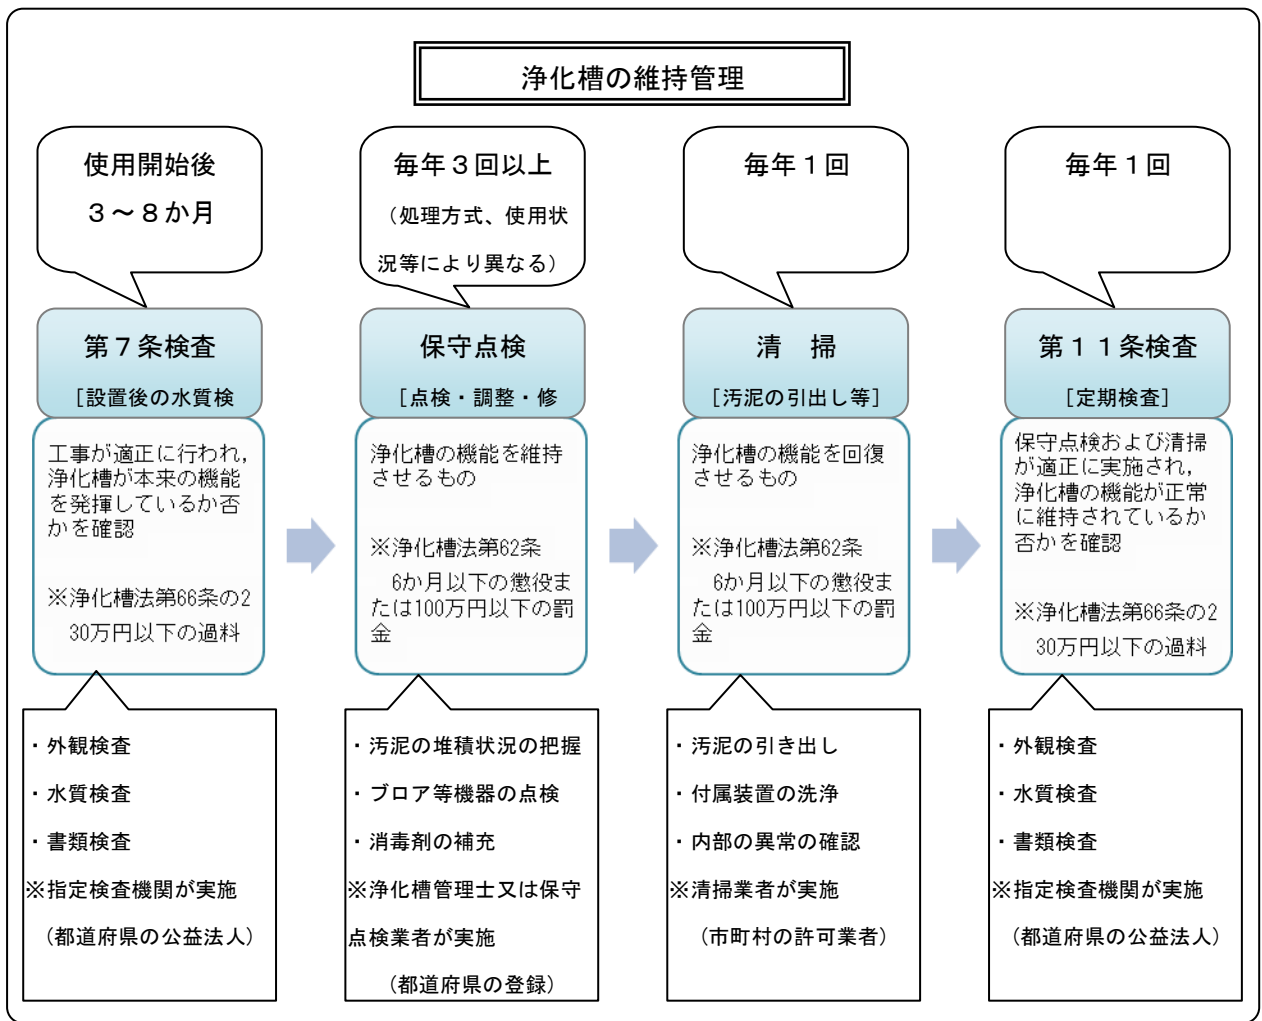 浄化槽の維持管理
使用開始後
３～８か月
第７条検査
［設置後の水質検
工事が適正に行われ,
浄化槽が本来の機能
を発揮しているか否
かを確認
※浄化槽法第66条の2
30万円以下の過料
・外観検査
・水質検査
・書類検査
※指定検査機関が実施
（都道府県の公益法人）
毎年３回以上
（処理方式、使用状
況等により異なる）
保守点検
［点検・調整・修
浄化槽の機能を維持
させるもの
※浄化槽法第62条
6か月以下の懲役ま
たは100万円以下の罰
金
・汚泥の堆積状況の把握
・ブロア等機器の点検
・消毒剤の補充
※浄化槽管理士又は保守
点検業者が実施
（都道府県の登録）
毎年１回
清　掃
［汚泥の引出し等］
浄化槽の機能を回復
させるもの
※浄化槽法第62条
6か月以下の懲役ま
たは100万円以下の罰
金
・汚泥の引き出し
・付属装置の洗浄
・内部の異常の確認
※清掃業者が実施
（市町村の許可業者）
毎年１回
第１１条検査
［定期検査］
保守点検および清掃
が適正に実施され,
浄化槽の機能が正常
に維持されているか
否かを確認
※浄化槽法第66条の2
30万円以下の過料
・外観検査
・水質検査
・書類検査
※指定検査機関が実施
（都道府県の公益法人）